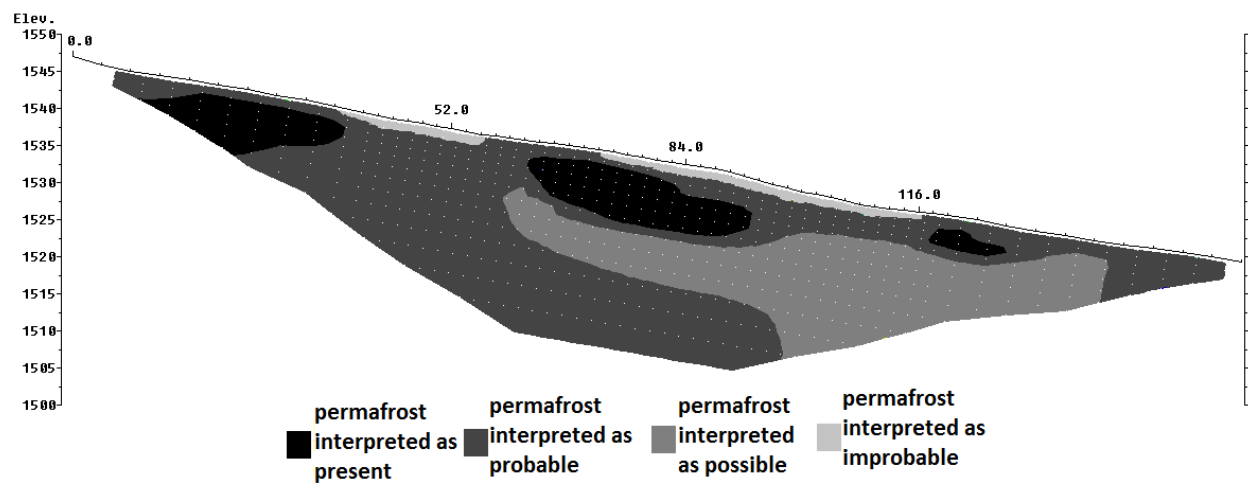 Elev.
1550
0.0
1545
1540
52.0
1535
84.0
1530
116.0
1525
1520
1515
1510
1505
1500
permafrost
interpreted as
present
permafrost
interpreted as
probable
permafrost
interpreted
as possible
permafrost
interpreted as
improbable